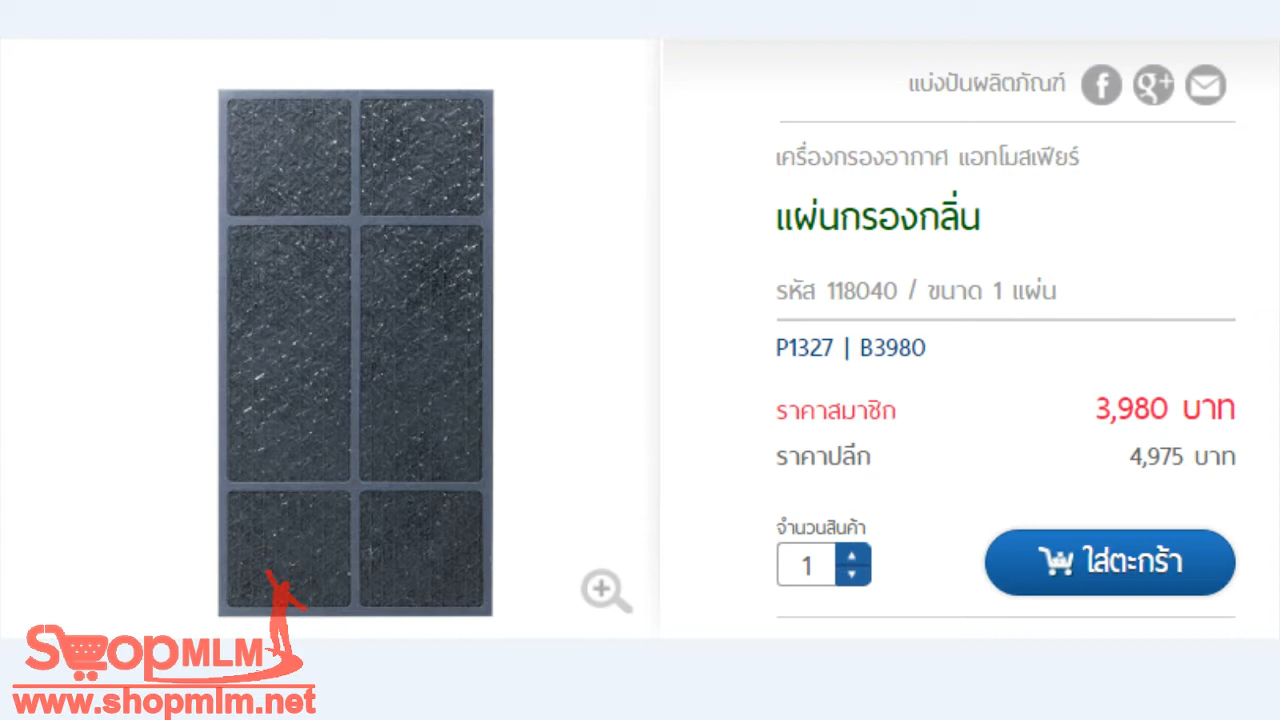 แบ่งปันผลิตภัณฑ์
เครื่องกรองอากาศ แอทโมสเฟียร์
แผ่นกรองกลิ่น
รหัส 118040 / ขนาด 1 แผ่น
P1327 | B3980
ราคาสมาชิก 3,980 บาท
ราคาปลีก 4,975 บาท
จำนวนสินค้า
1
ใส่ตะกร้า
ShopMLM
www.shopmlm.net